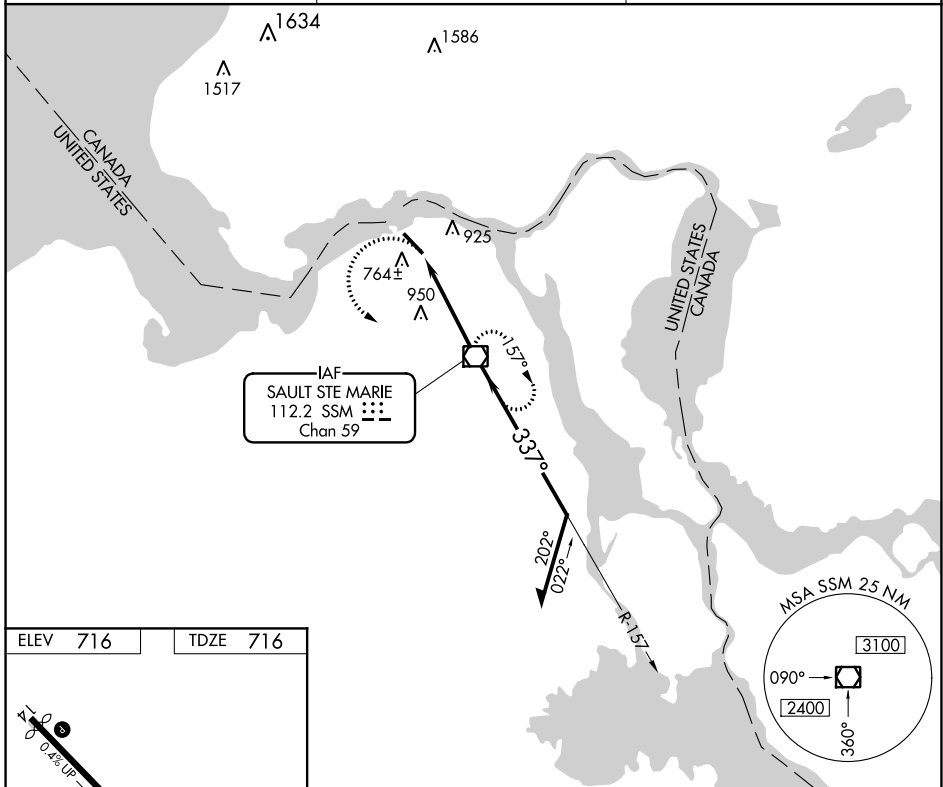 1634
1586
1517
CANADA
UNITED STATES
925
764±
950
UNITED STATES
CANADA
IAF
SAULT STE MARIE
112.2 SSM
Chan 59
157°
337°
202°
022°
R-157
MSA SSM 25 NM
3100
090°
2400
360°
ELEV 716
TDZE 716
14
P
0.4% UP